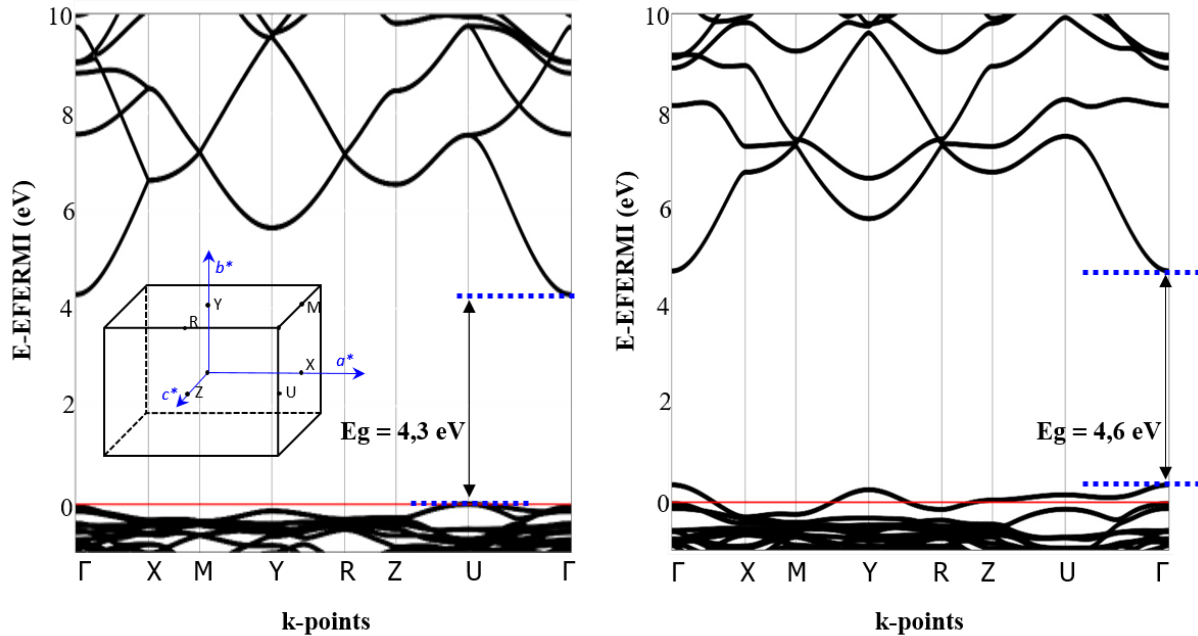 10
8
6
4
2
0
E-EFERMI (eV)
b*
Y
M
R
X
a*
c*
Z
U
Eg = 4,3 eV
Γ X M Y R Z U Γ
k-points
10
8
6
4
2
0
E-EFERMI (eV)
Eg = 4,6 eV
Γ X M Y R Z U Γ
k-points